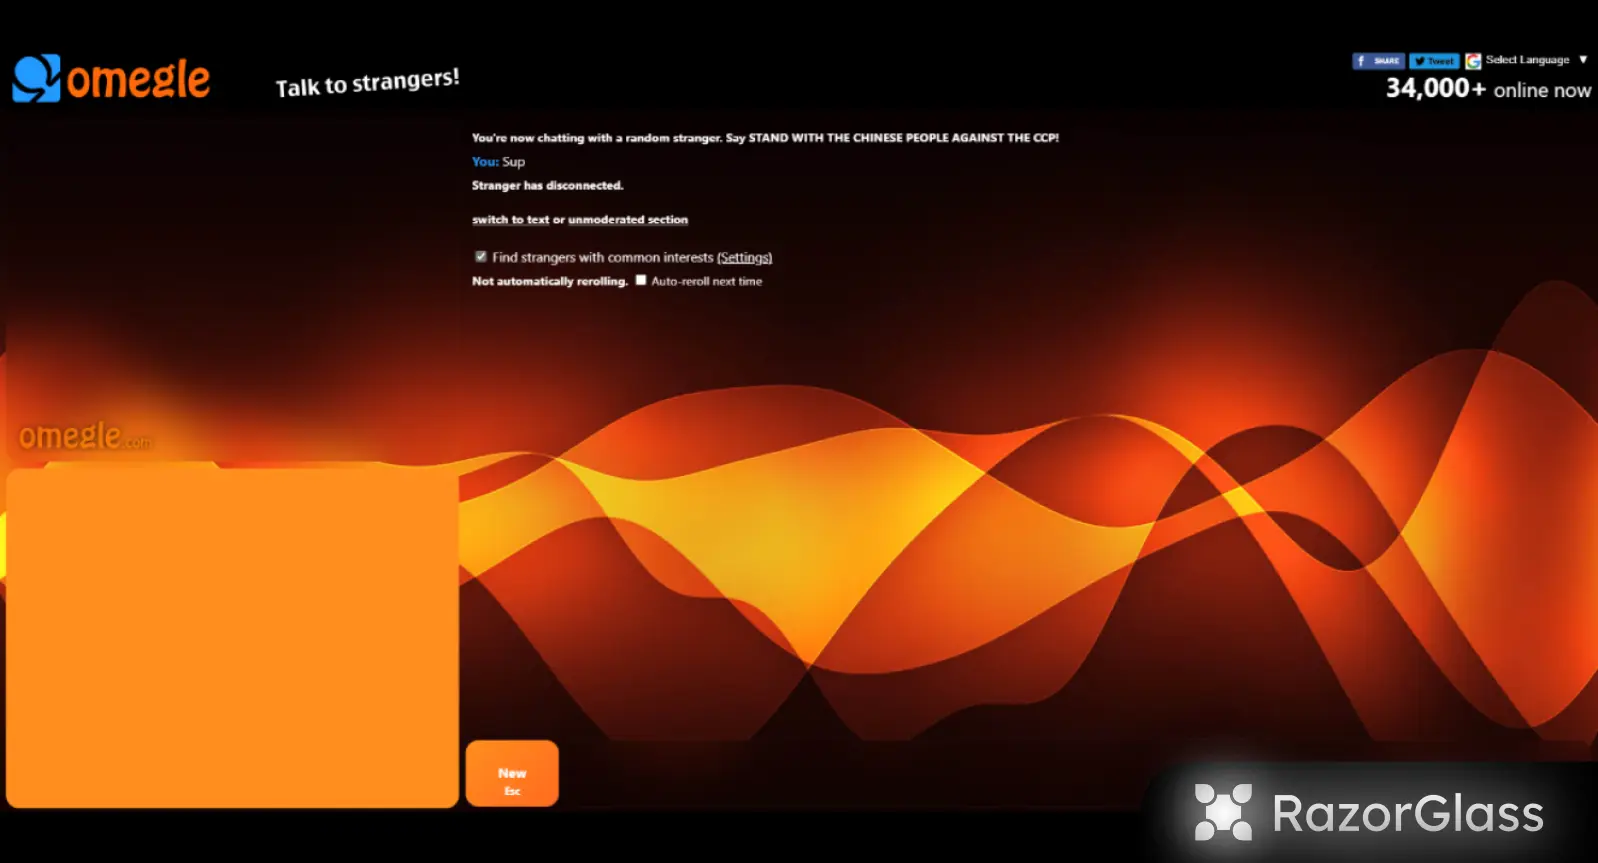 omegle
Talk to strangers!
SHARE Tweet Select Language ▼
34,000+ online now
You're now chatting with a random stranger. Say STAND WITH THE CHINESE PEOPLE AGAINST THE CCP!
You: Sup
Stranger has disconnected.
switch to text or unmoderated section
Find strangers with common interests (Settings)
Not automatically rerolling. Auto-reroll next time
omegle.com
New
Esc
RazorGlass